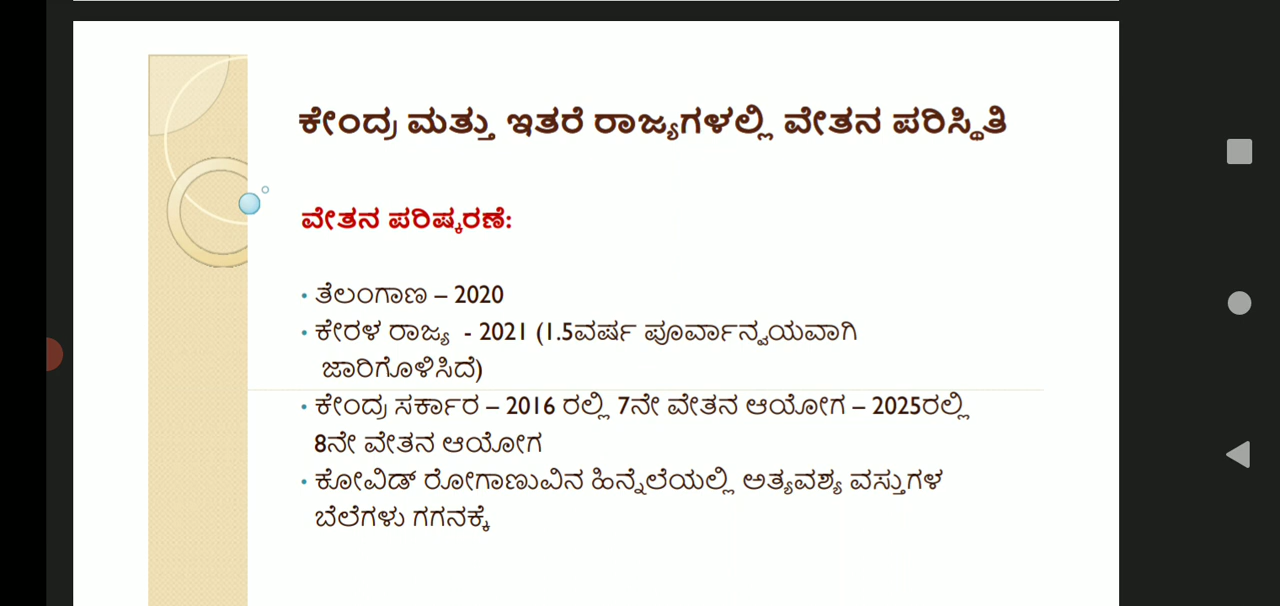 ಕೇಂದ್ರ ಮತ್ತು ಇತರೆ ರಾಜ್ಯಗಳಲ್ಲಿ ವೇತನ ಪರಿಸ್ಥಿತಿ
ವೇತನ ಪರಿಷ್ಕರಣೆ:
• ತೆಲಂಗಾಣ – 2020
• ಕೇರಳ ರಾಜ್ಯ - 2021 (1.5ವರ್ಷ ಪೂರ್ವಾನ್ವಯವಾಗಿ
ಜಾರಿಗೊಳಿಸಿದೆ)
• ಕೇಂದ್ರ ಸರ್ಕಾರ – 2016 ರಲ್ಲಿ 7ನೇ ವೇತನ ಆಯೋಗ – 2025ರಲ್ಲಿ
8ನೇ ವೇತನ ಆಯೋಗ
• ಕೋವಿಡ್ ರೋಗಾಣುವಿನ ಹಿನ್ನೆಲೆಯಲ್ಲಿ ಅತ್ಯವಶ್ಯ ವಸ್ತುಗಳ
ಬೆಲೆಗಳು ಗಗನಕ್ಕೆ